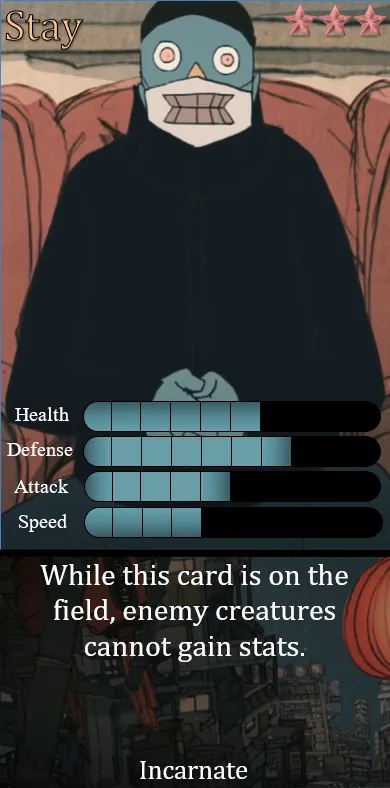 Stay
Health
Defense
Attack
Speed
While this card is on the
field, enemy creatures
cannot gain stats.
Incarnate